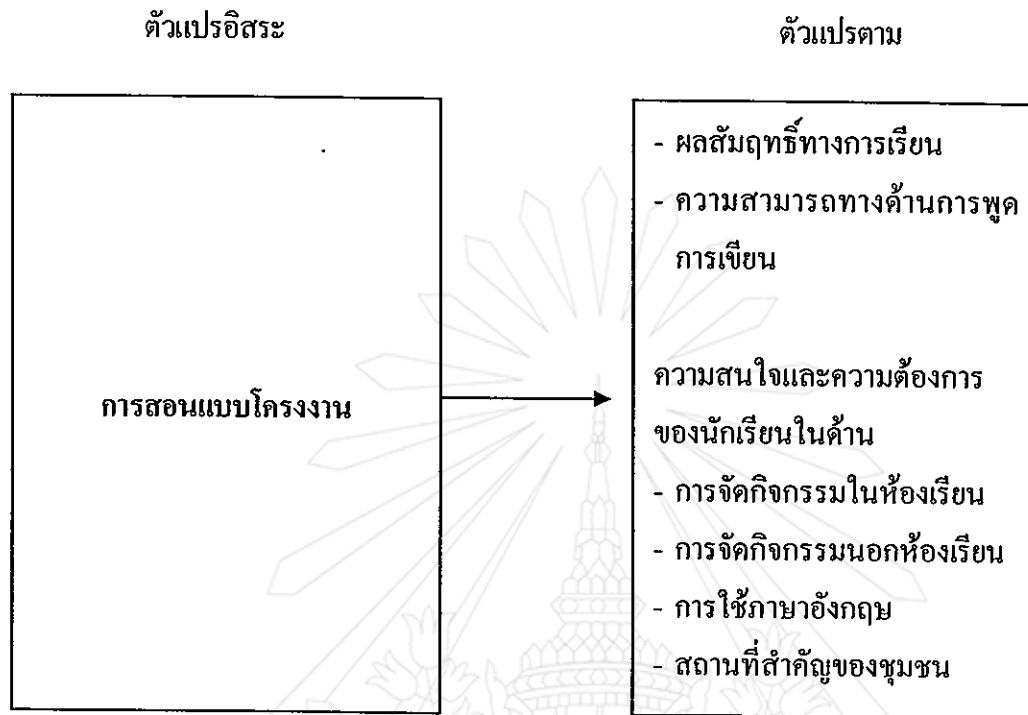 ตัวแปรอิสระ
ตัวแปรตาม
การสอนแบบโครงงาน
- ผลสัมฤทธิ์ทางการเรียน
- ความสามารถทางด้านการพูด
การเขียน
ความสนใจและความต้องการ
ของนักเรียนในด้าน
- การจัดกิจกรรมในห้องเรียน
- การจัดกิจกรรมนอกห้องเรียน
- การใช้ภาษาอังกฤษ
- สถานที่สำคัญของชุมชน